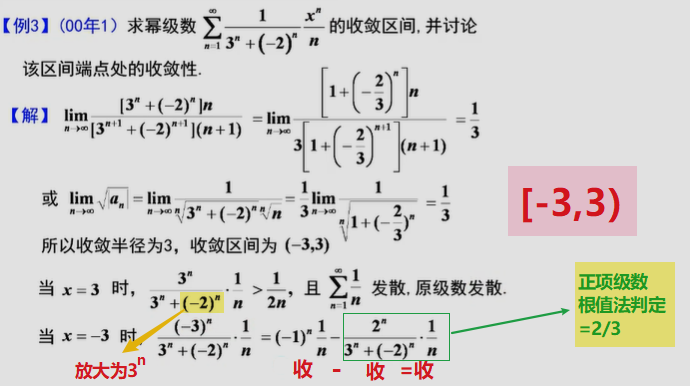 【例3】(00年1) 求幂级数 $\sum_{n=1}^{\infty} \frac{1}{3^n+(-2)^n} \frac{x^n}{n}$ 的收敛区间,并讨论
该区间端点处的收敛性.
【解】 $\lim_{n\to\infty} \frac{[3^n+(-2)^n]n}{[3^{n+1}+(-2)^{n+1}](n+1)} = \lim_{n\to\infty} \frac{\left[1+\left(-\frac{2}{3}\right)^n\right]n}{3\left[1+\left(-\frac{2}{3}\right)^{n+1}\right](n+1)} = \frac{1}{3}$
或 $\lim_{n\to\infty} \sqrt{|a_n|} = \lim_{n\to\infty} \frac{1}{\sqrt[n]{3^n+(-2)^n}\sqrt[n]{n}} = \frac{1}{3} \lim_{n\to\infty} \frac{1}{\sqrt[n]{1+(-\frac{2}{3})^n}} = \frac{1}{3}$
[-3,3)
所以收敛半径为3，收敛区间为 (−3,3)
当 $x=3$ 时， $\frac{3^n}{3^n+(-2)^n} \cdot \frac{1}{n} > \frac{1}{2n}$，且 $\sum_{n=1}^{\infty} \frac{1}{n}$ 发散，原级数发散.
当 $x=-3$ 时， $\frac{(-3)^n}{3^n+(-2)^n} \cdot \frac{1}{n} = (-1)^n \frac{1}{n} - \frac{2^n}{3^n+(-2)^n} \cdot \frac{1}{n}$
正项级数
根值法判定
=2/3
放大为$3^n$
收 - 收 =收